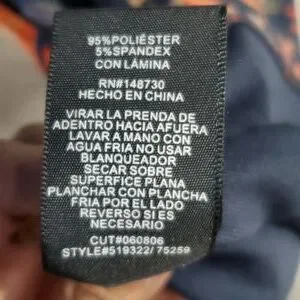 95%POLIÉSTER
5%SPANDEX
CON LÁMINA
RN#148730
HECHO EN CHINA
VIRAR LA PRENDA DE
ADENTRO HACIA AFUERA
LAVAR A MANO CON
AGUA FRIA NO USAR
BLANQUEADOR
SECAR SOBRE
SUPERFICE PLANA
PLANCHAR CON PLANCHA
FRIA POR EL LADO
REVERSO SI ES
NECESARIO
CUT#060806
STYLE#519322/ 75259